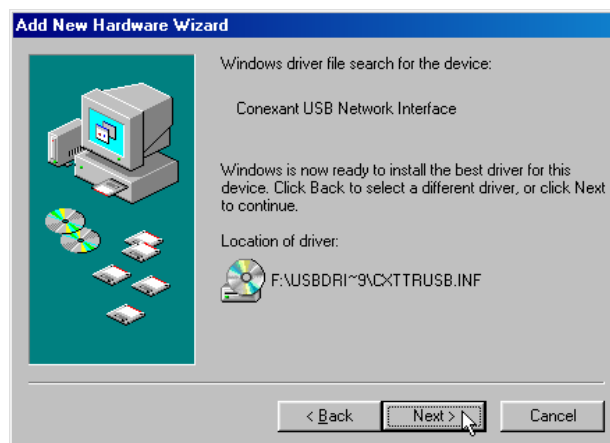 Add New Hardware Wizard
Windows driver file search for the device:
Conexant USB Network Interface
Windows is now ready to install the best driver for this
device. Click Back to select a different driver, or click Next
to continue.
Location of driver:
F:\USBDRI~9\CXTTRUSB.INF
< Back
Next >
Cancel